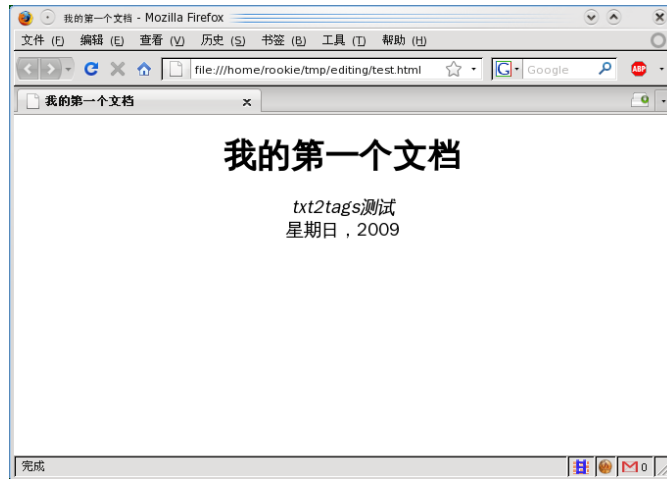 我的第一个文档 - Mozilla Firefox
文件 (F) 编辑 (E) 查看 (V) 历史 (S) 书签 (B) 工具 (T) 帮助 (H)
file:///home/rookie/tmp/editing/test.html G Google ABP
我的第一个文档
我的第一个文档
txt2tags测试
星期日，2009
完成 0